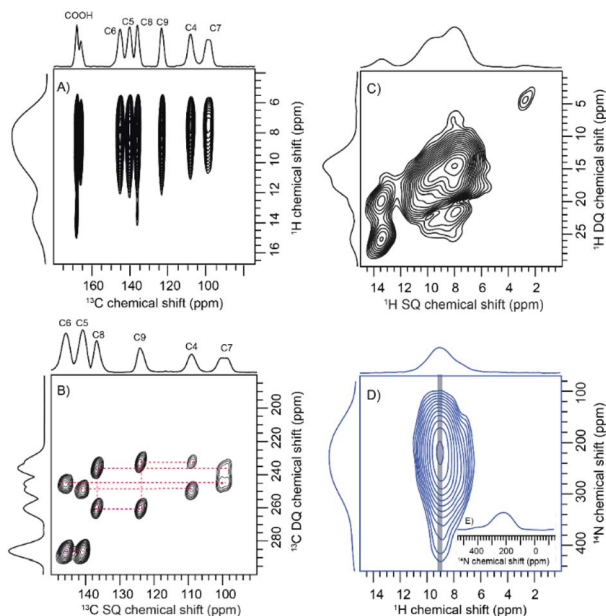 COOH C6 C5 C8 C9 C4 C7
A)
6
8
10
12
14
16
¹H chemical shift (ppm)
160 140 120 100
¹³C chemical shift (ppm)
C)
5
10
15
20
25
¹H DQ chemical shift (ppm)
14 12 10 8 6 4 2
¹H SQ chemical shift (ppm)
C6 C5 C8 C9 C4 C7
B)
200
220
240
260
280
¹³C DQ chemical shift (ppm)
140 130 120 110 100
¹³C SQ chemical shift (ppm)
D)
100
200
300
400
¹⁴N chemical shift (ppm)
E)
400 200 0
¹⁴N chemical shift (ppm)
14 12 10 8 6 4 2
¹H chemical shift (ppm)